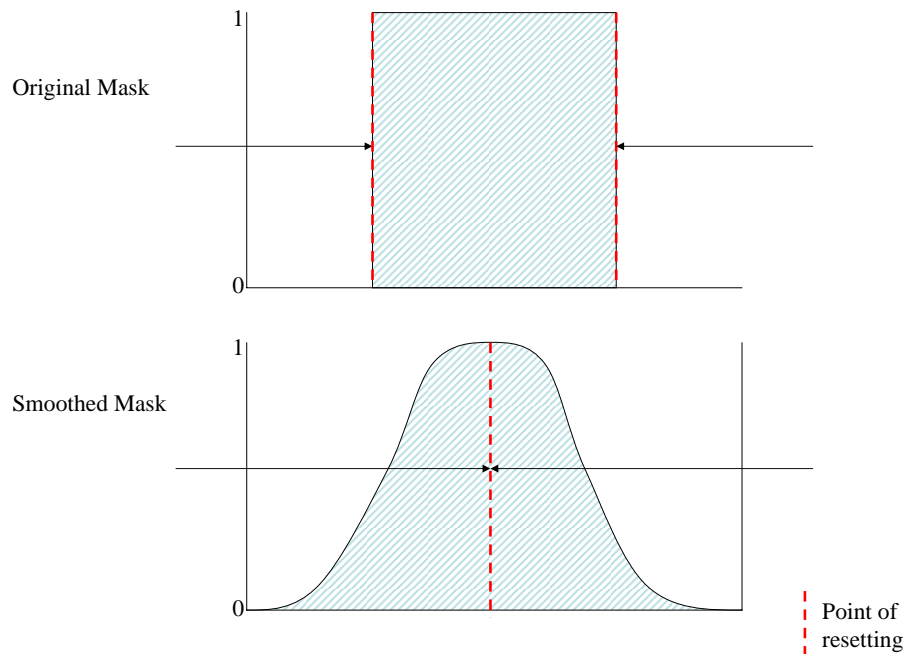 1
Original Mask
0
1
Smoothed Mask
0
Point of
resetting